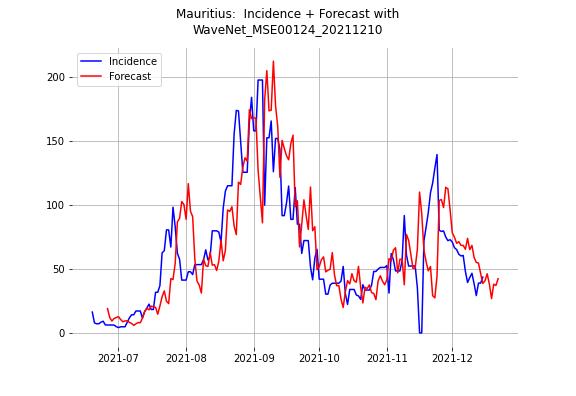 Mauritius:  Incidence + Forecast with
WaveNet_MSE00124_20211210
Incidence
Forecast
200
150
100
50
0
2021-07
2021-08
2021-09
2021-10
2021-11
2021-12